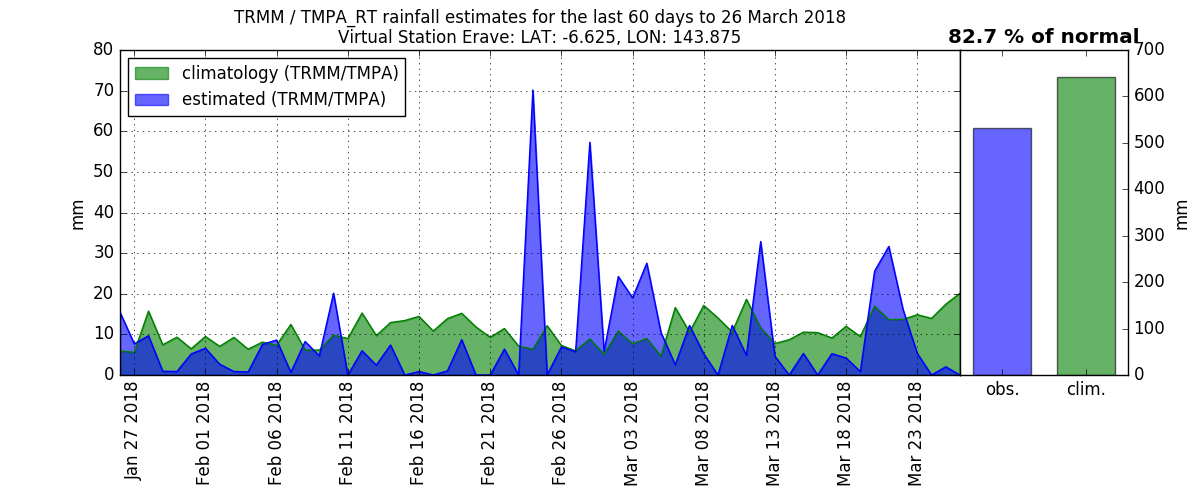 TRMM / TMPA_RT rainfall estimates for the last 60 days to 26 March 2018
Virtual Station Erave: LAT: -6.625, LON: 143.875
82.7 % of normal
climatology (TRMM/TMPA)
estimated (TRMM/TMPA)
80
70
60
50
40
30
20
10
0
mm
Jan 27 2018
Feb 01 2018
Feb 06 2018
Feb 11 2018
Feb 16 2018
Feb 21 2018
Feb 26 2018
Mar 03 2018
Mar 08 2018
Mar 13 2018
Mar 18 2018
Mar 23 2018
700
600
500
400
300
200
100
0
mm
obs.
clim.